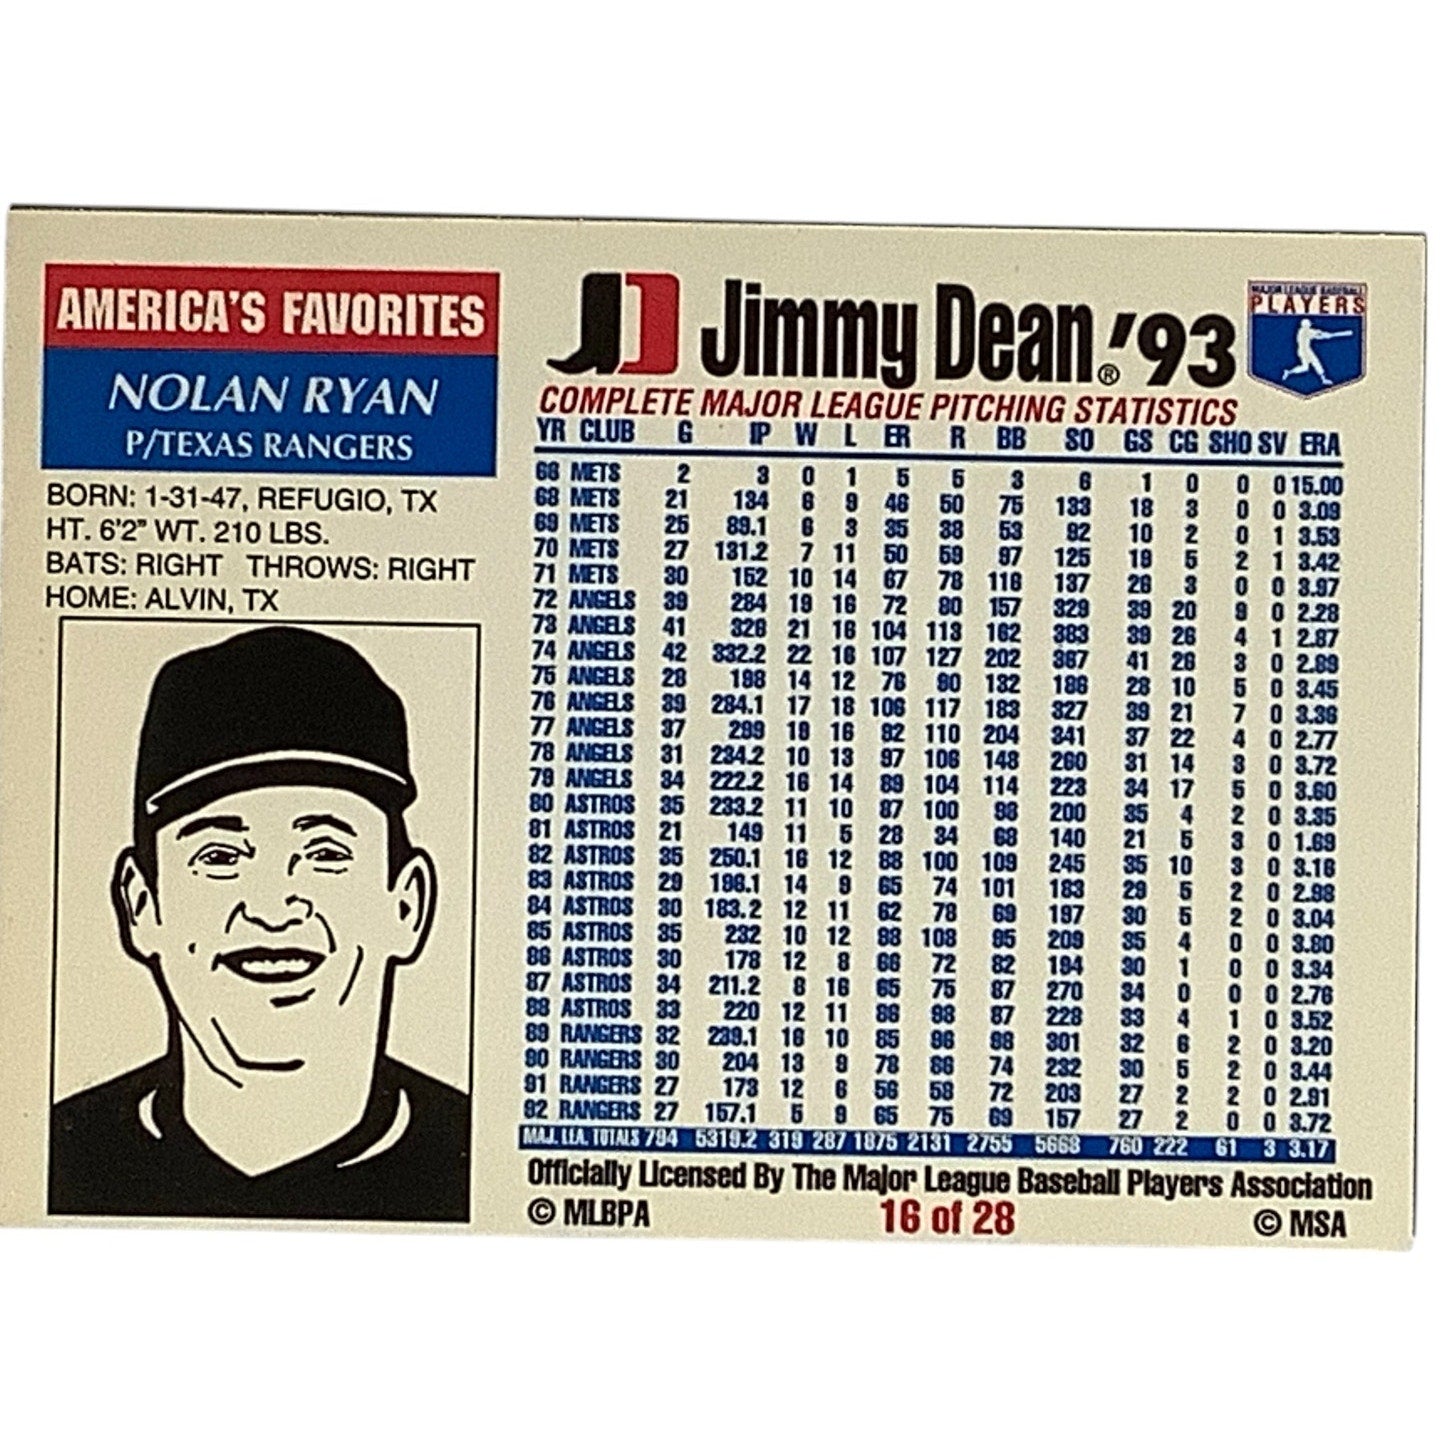 AMERICA'S FAVORITES
NOLAN RYAN
P/TEXAS RANGERS
BORN: 1-31-47, REFUGIO, TX
HT. 6'2" WT. 210 LBS.
BATS: RIGHT THROWS: RIGHT
HOME: ALVIN, TX
JD Jimmy Dean® '93
MAJOR LEAGUE BASEBALL
PLAYERS
COMPLETE MAJOR LEAGUE PITCHING STATISTICS
YR CLUB G IP W L ER R BB SO GS CG SHO SV ERA
66 METS 2 3 0 1 5 5 3 6 1 0 0 0 15.00
68 METS 21 134 6 9 46 50 75 133 18 3 0 0 3.09
69 METS 25 89.1 6 3 35 38 53 92 10 2 0 1 3.53
70 METS 27 131.2 7 11 50 59 97 125 19 5 2 1 3.42
71 METS 30 152 10 14 67 78 116 137 26 3 0 0 3.97
72 ANGELS 39 284 19 16 72 80 157 329 39 20 9 0 2.28
73 ANGELS 41 326 21 16 104 113 162 383 39 26 4 1 2.87
74 ANGELS 42 332.2 22 16 107 127 202 367 41 26 3 0 2.89
75 ANGELS 28 198 14 12 76 90 132 186 28 10 5 0 3.45
76 ANGELS 39 284.1 17 18 106 117 183 327 39 21 7 0 3.36
77 ANGELS 37 299 19 16 92 110 204 341 37 22 4 0 2.77
78 ANGELS 31 234.2 10 13 97 106 148 260 31 14 3 0 3.72
79 ANGELS 34 222.2 16 14 89 104 114 223 34 17 5 0 3.60
80 ASTROS 35 233.2 11 10 87 100 98 200 35 4 2 0 3.35
81 ASTROS 21 149 11 5 28 34 68 140 21 5 3 0 1.69
82 ASTROS 35 250.1 16 12 88 100 109 245 35 10 3 0 3.16
83 ASTROS 29 196.1 14 9 65 74 101 183 29 5 2 0 2.98
84 ASTROS 30 183.2 12 11 62 78 69 197 30 5 2 0 3.04
85 ASTROS 35 232 10 12 98 108 95 209 35 4 0 0 3.80
86 ASTROS 30 178 12 8 66 72 82 194 30 1 0 0 3.34
87 ASTROS 34 211.2 8 16 65 75 87 270 34 0 0 0 2.76
88 ASTROS 33 220 12 11 86 98 87 228 33 4 1 0 3.52
89 RANGERS 32 239.1 16 10 85 96 98 301 32 6 2 0 3.20
90 RANGERS 30 204 13 9 78 86 74 232 30 5 2 0 3.44
91 RANGERS 27 173 12 6 56 58 72 203 27 2 2 0 2.91
92 RANGERS 27 157.1 5 9 65 75 69 157 27 2 0 0 3.72
MAJ. LEA. TOTALS 794 5319.2 319 287 1875 2131 2755 5668 760 222 61 3 3.17
Officially Licensed By The Major League Baseball Players Association
© MLBPA 16 of 28 © MSA